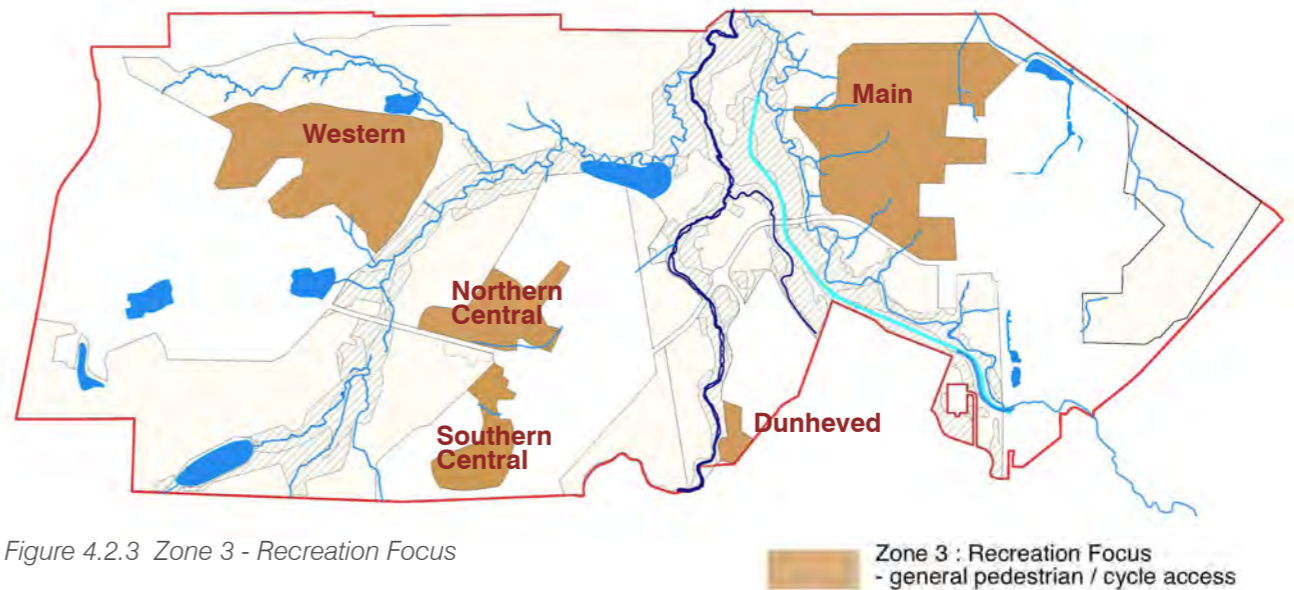 Western
Main
Northern
Central
Southern
Central
Dunheved
Figure 4.2.3 Zone 3 - Recreation Focus
Zone 3 : Recreation Focus
- general pedestrian / cycle access